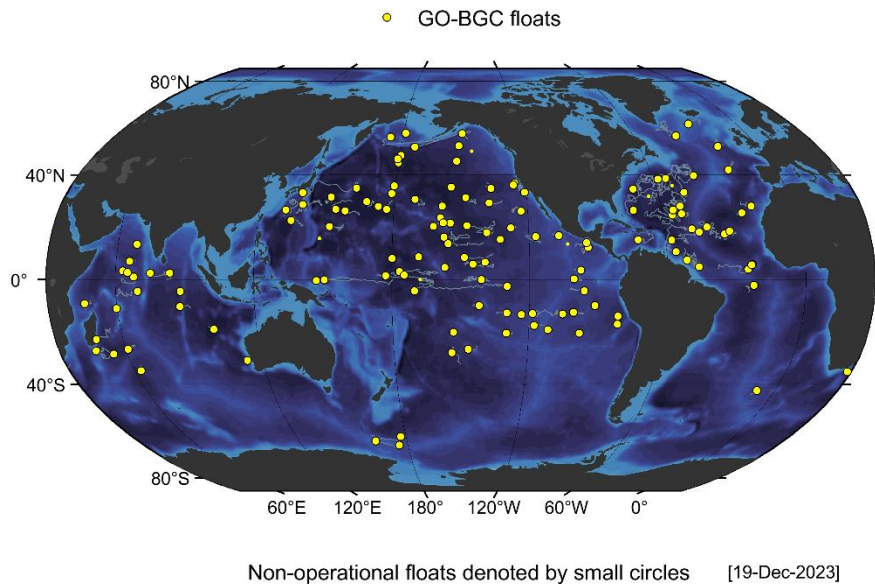 GO-BGC floats
80°N
40°N
0°
40°S
80°S
60°E 120°E 180° 120°W 60°W 0°
Non-operational floats denoted by small circles [19-Dec-2023]